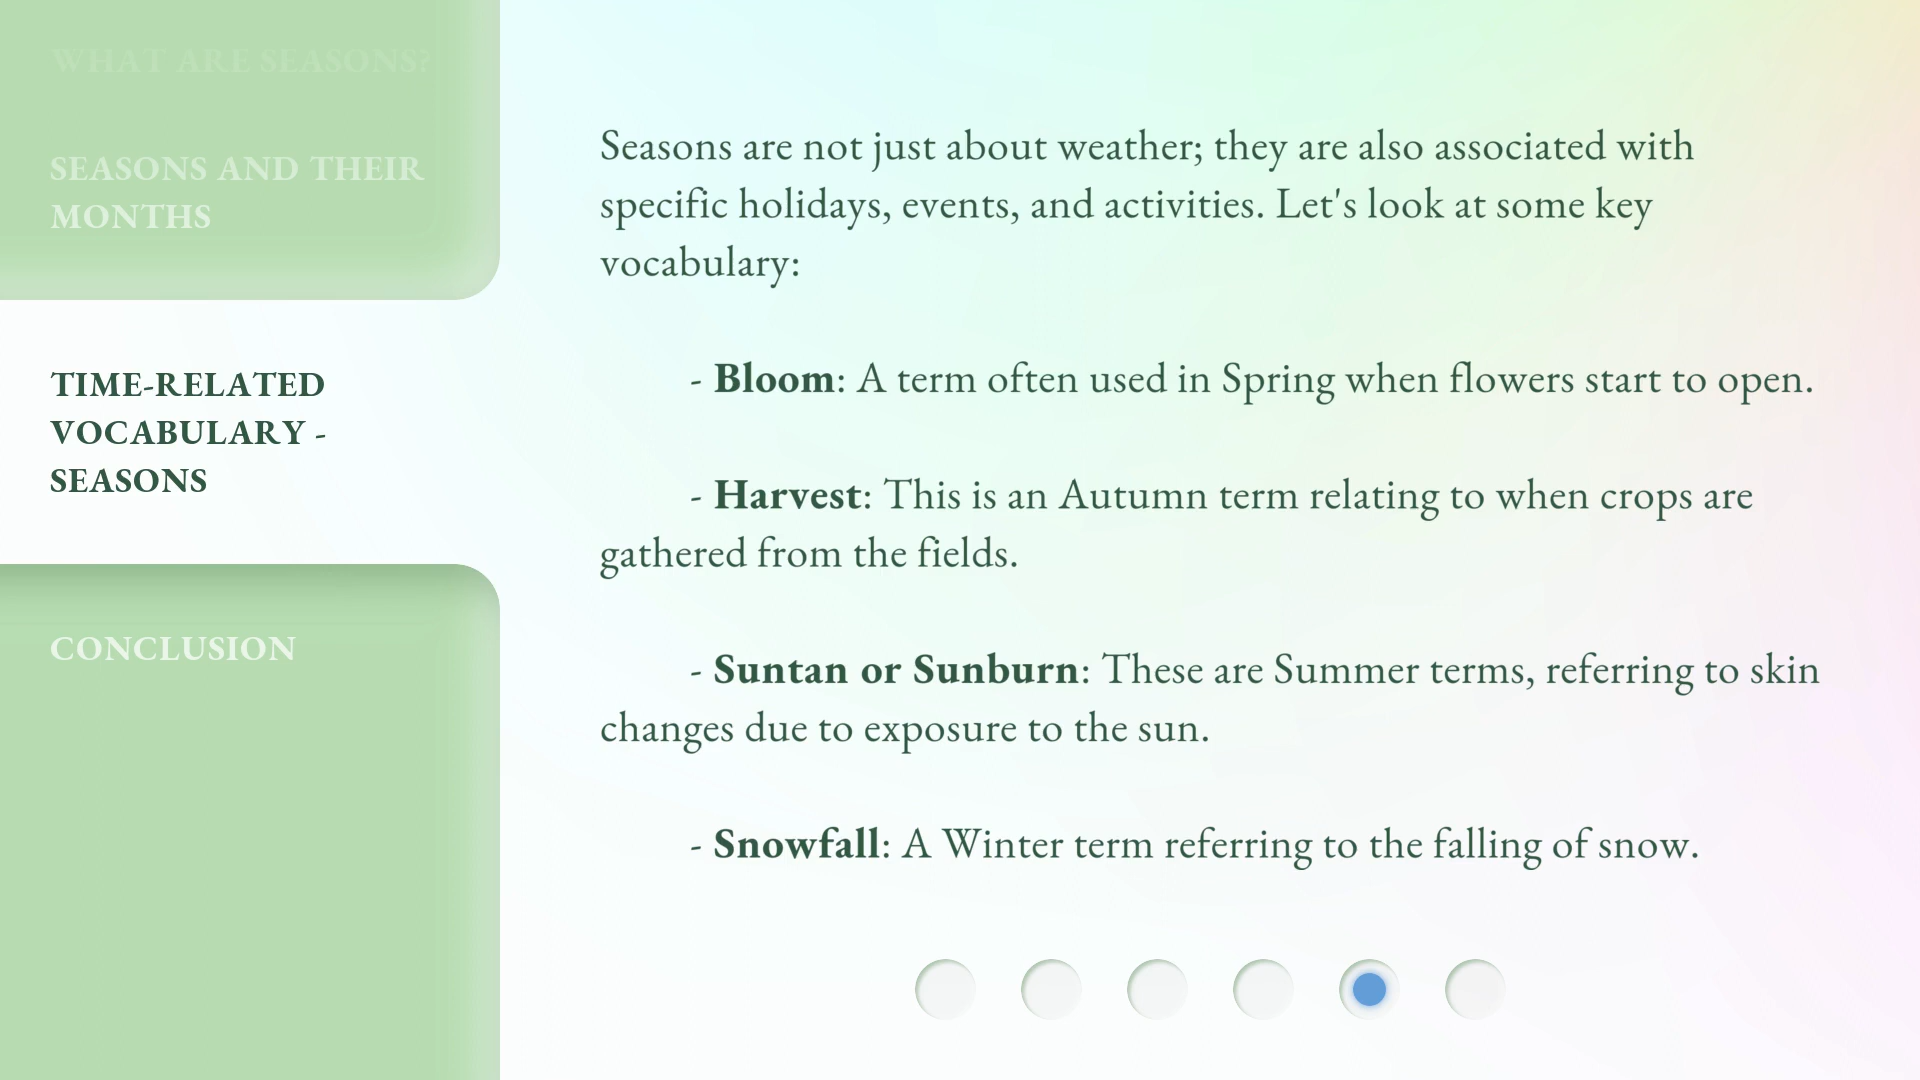 WHAT ARE SEASONS?
SEASONS AND THEIR
MONTHS
TIME-RELATED
VOCABULARY -
SEASONS
CONCLUSION
Seasons are not just about weather; they are also associated with
specific holidays, events, and activities. Let's look at some key
vocabulary:
- Bloom: A term often used in Spring when flowers start to open.
- Harvest: This is an Autumn term relating to when crops are
gathered from the fields.
- Suntan or Sunburn: These are Summer terms, referring to skin
changes due to exposure to the sun.
- Snowfall: A Winter term referring to the falling of snow.